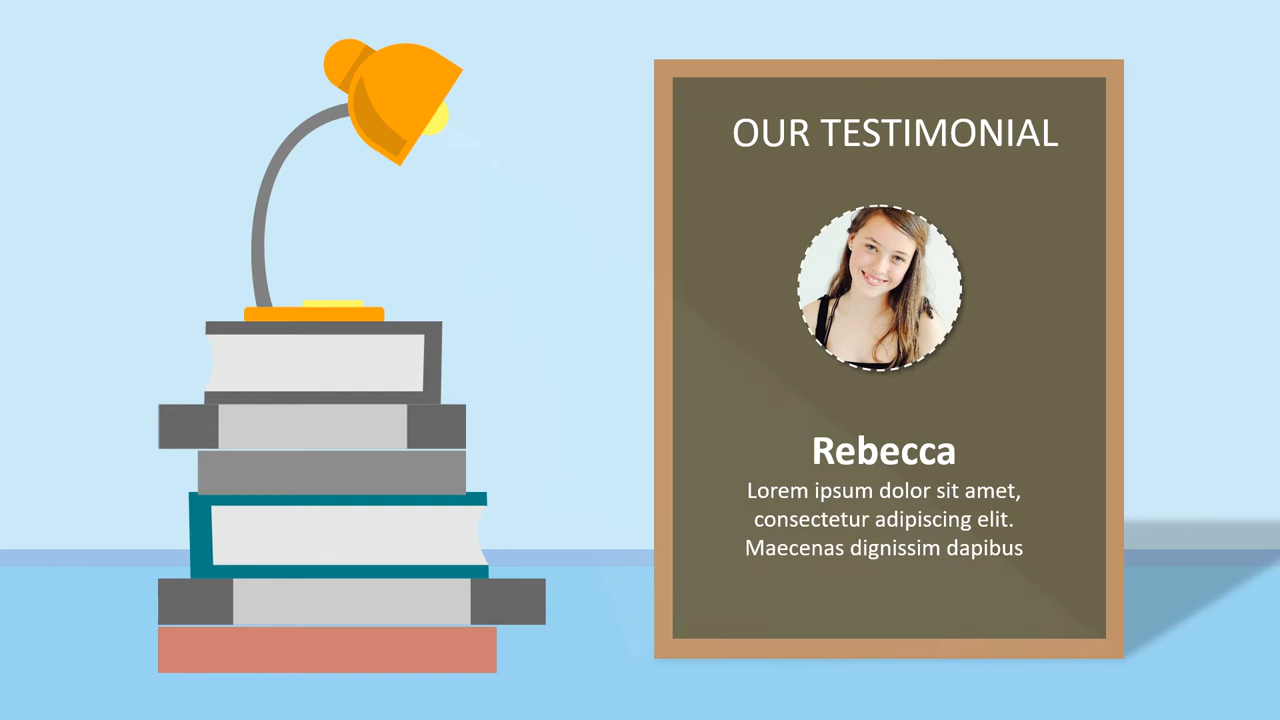 OUR TESTIMONIAL
Rebecca
Lorem ipsum dolor sit amet,
consectetur adipiscing elit.
Maecenas dignissim dapibus